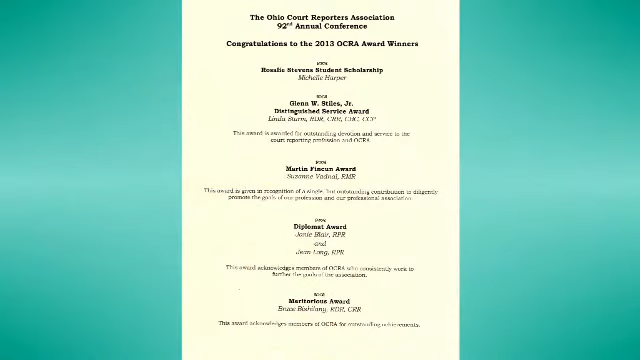 The Ohio Court Reporters Association
92nd Annual Conference
Congratulations to the 2013 OCRA Award Winners
Rosalie Stevens Student Scholarship
Michelle Harper
Glenn W. Stiles, Jr.
Distinguished Service Award
Linda Sturm, RDR, CRR, CBC, CCP
This award is awarded for outstanding devotion and service to the
court reporting profession and OCRA.
Martin Fincun Award
Suzanne Vadnal, RMR
This award is given in recognition of a single, but outstanding contribution to diligently
promote the goals of our profession and our professional association.
Diplomat Award
Blair, RPR
and
Jean Long, RPR
This award acknowledges members of OCRA who consistently work to
further the goals of the association.
Meritorious Award
Bruce RDR, CRR
This award acknowledges members of OCRA for outstanding achievements.